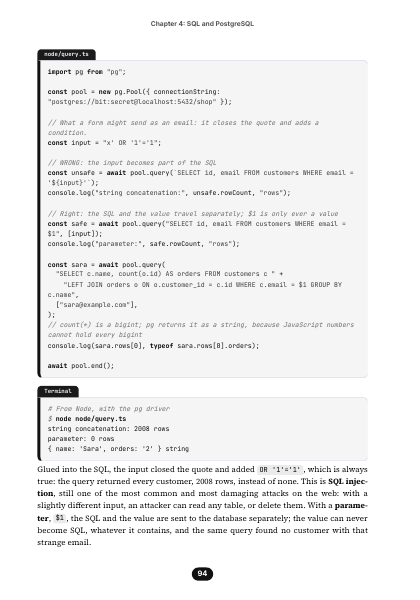 Chapter 4: SQL and PostgreSQL
node/query.ts
import pg from "pg";
const pool = new pg.Pool({ connectionString:
"postgres://bit:secret@localhost:5432/shop" });
// What a form might send as an email: it closes the quote and adds a
condition.
const input = "x' OR '1'='1";
// WRONG: the input becomes part of the SQL
const unsafe = await pool.query(`SELECT id, email FROM customers WHERE email =
'${input}'`);
console.log("string concatenation:", unsafe.rowCount, "rows");
// Right: the SQL and the value travel separately; $1 is only ever a value
const safe = await pool.query("SELECT id, email FROM customers WHERE email =
$1", [input]);
console.log("parameter:", safe.rowCount, "rows");
const sara = await pool.query(
"SELECT c.name, count(o.id) AS orders FROM customers c " +
"LEFT JOIN orders o ON o.customer_id = c.id WHERE c.email = $1 GROUP BY
c.name",
["sara@example.com"],
);
// count(*) is a bigint; pg returns it as a string, because JavaScript numbers
cannot hold every bigint
console.log(sara.rows[0], typeof sara.rows[0].orders);
await pool.end();
Terminal
# From Node, with the pg driver
$ node node/query.ts
string concatenation: 2008 rows
parameter: 0 rows
{ name: 'Sara', orders: '2' } string
Glued into the SQL, the input closed the quote and added OR '1'='1', which is always
true: the query returned every customer, 2008 rows, instead of none. This is SQL injec-
tion, still one of the most common and most damaging attacks on the web: with a
slightly different input, an attacker can read any table, or delete them. With a parame-
ter, $1, the SQL and the value are sent to the database separately; the value can never
become SQL, whatever it contains, and the same query found no customer with that
strange email.
94